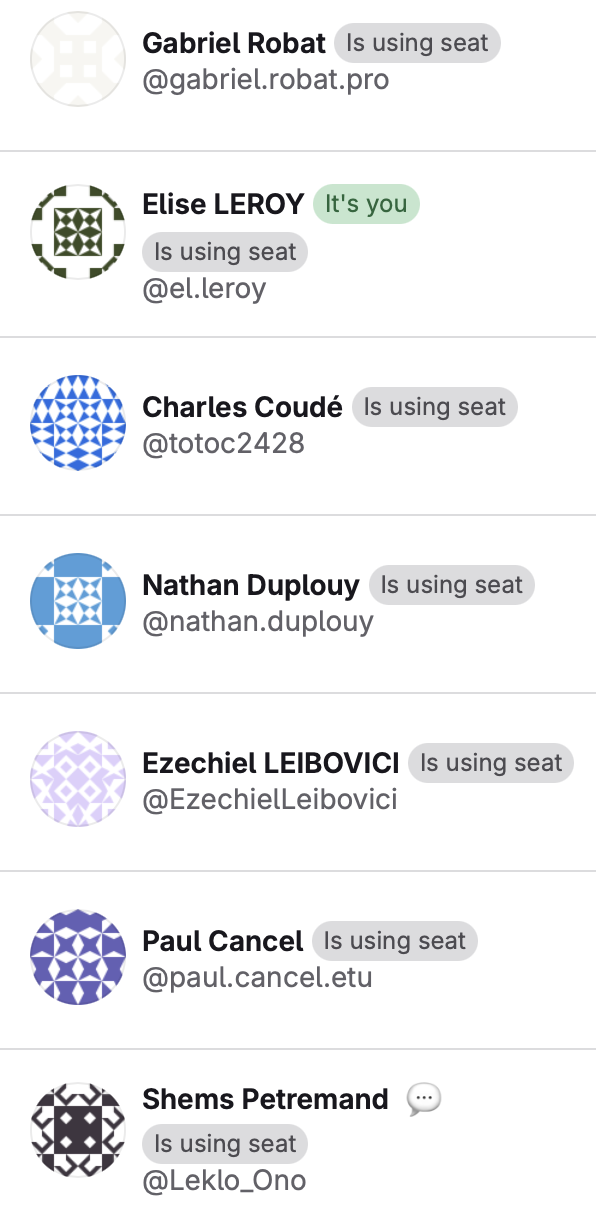 Gabriel Robat Is using seat
@gabriel.robat.pro
Elise LEROY It's you
Is using seat
@el.leroy
Charles Coudé Is using seat
@totoc2428
Nathan Duplouy Is using seat
@nathan.duplouy
Ezechiel LEIBOVICI Is using seat
@EzechielLeibovici
Paul Cancel Is using seat
@paul.cancel.etu
Shems Petremand 💬
Is using seat
@Leklo_Ono